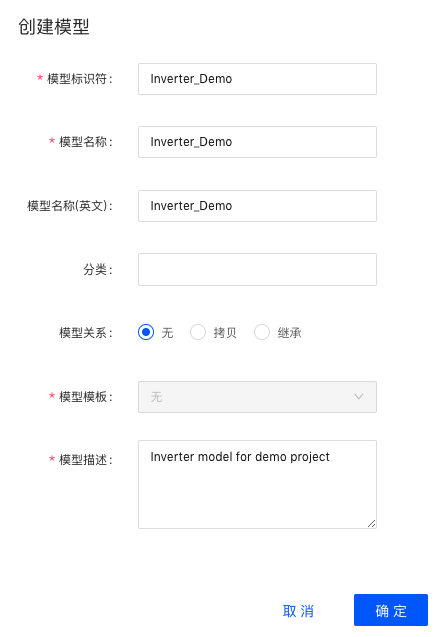 创建模型
* 模型标识符: Inverter_Demo
* 模型名称: Inverter_Demo
模型名称(英文): Inverter_Demo
分类:
模型关系: 无 拷贝 继承
* 模型模板: 无
* 模型描述: Inverter model for demo project
取 消 确 定